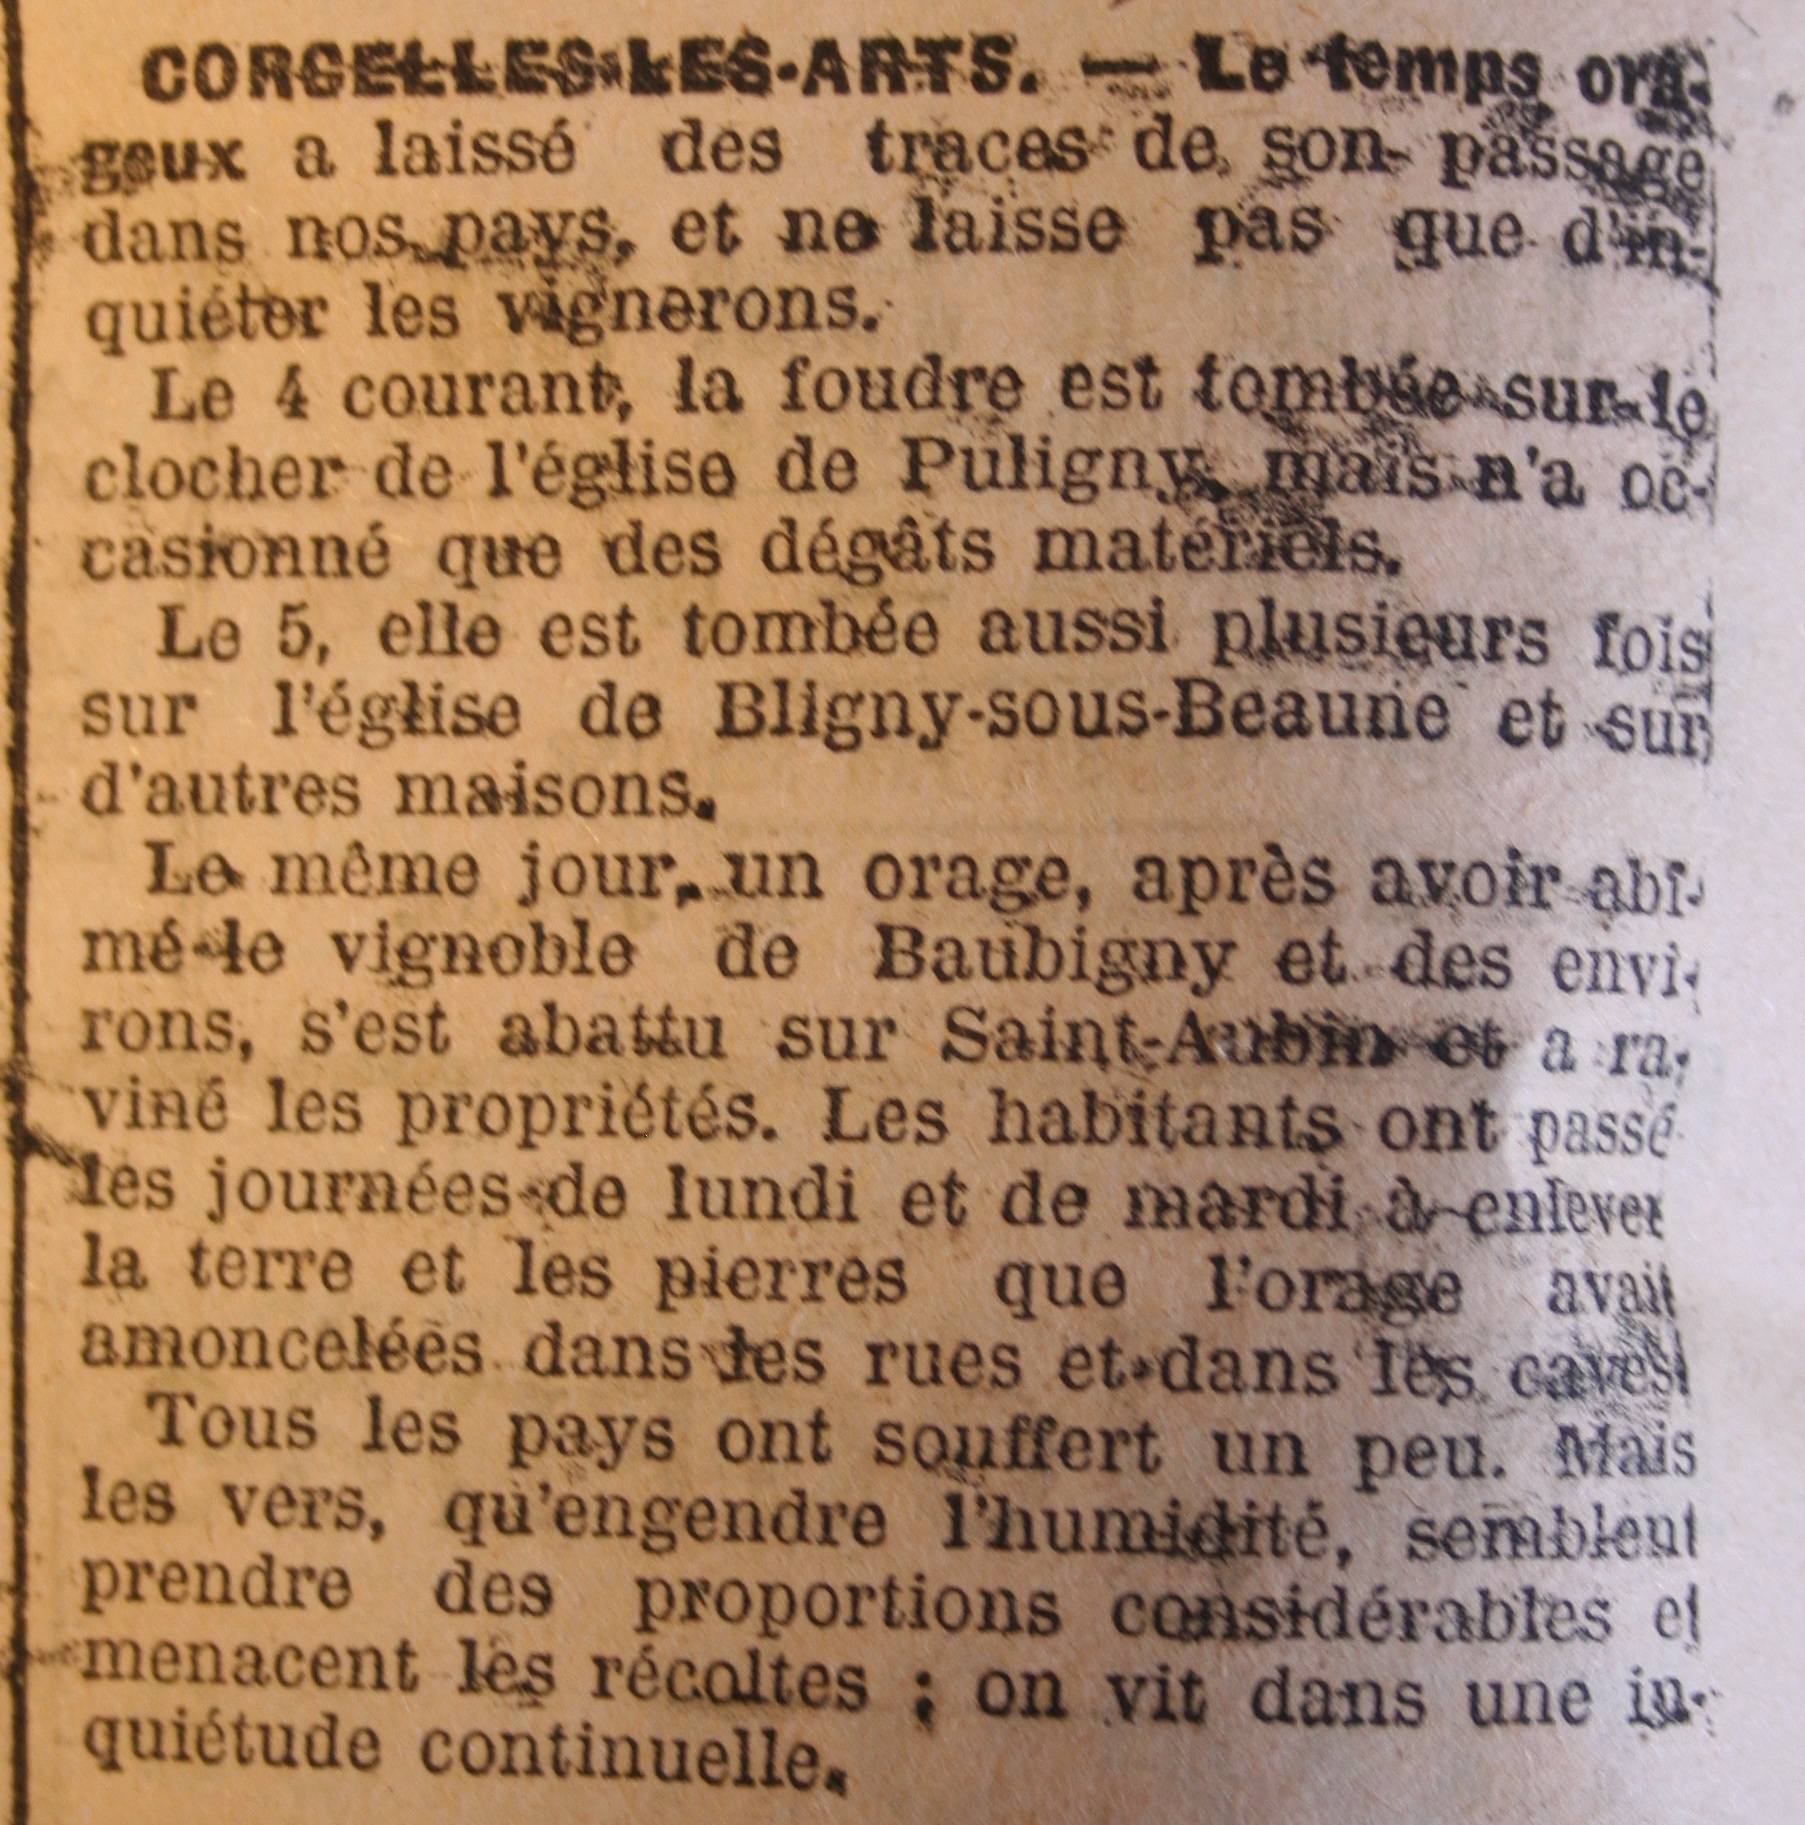 CORCELLES-LES-ARTS. — Le temps ora-
geux a laissé des traces de son passage
dans nos pays, et ne laisse pas que d'in-
quiéter les vignerons.
Le 4 courant, la foudre est tombée sur le
clocher de l'église de Puligny, mais n'a oc-
casionné que des dégâts matériels.
Le 5, elle est tombée aussi plusieurs fois
sur l'église de Bligny-sous-Beaune et sur
d'autres maisons.
Le même jour, un orage, après avoir abî-
mé le vignoble de Baubigny et des envi-
rons, s'est abattu sur Saint-Aubin et a ra-
viné les propriétés. Les habitants ont passé
les journées de lundi et de mardi à enlever
la terre et les pierres que l'orage avait
amoncelées dans les rues et dans les caves.
Tous les pays ont souffert un peu. Mais
les vers, qu'engendre l'humidité, semblent
prendre des proportions considérables et
menacent les récoltes ; on vit dans une in-
quiétude continuelle.